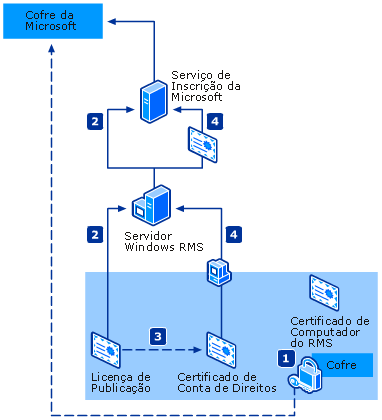 Cofre da
Microsoft
Serviço de
Inscrição da
Microsoft
2
4
Servidor
Windows RMS
2
4
3
Certificado de
Computador
do RMS
1
Cofre
Licença de
Publicação
Certificado de
Conta de Direitos